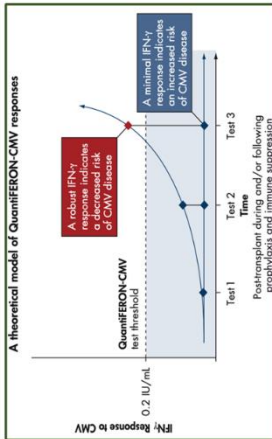 A theoretical model of QuantiFERON-CMV responses
IFN-γ Response to CMV
0.2 IU/mL
QuantiFERON-CMV
test threshold
A robust IFN-γ
response indicates
a decreased risk
of CMV disease
A minimal IFN-γ
response indicates
an increased risk
of CMV disease
Test 1
Test 2
Test 3
Time
Post-transplant during and/or following
prophylaxis and immune suppression